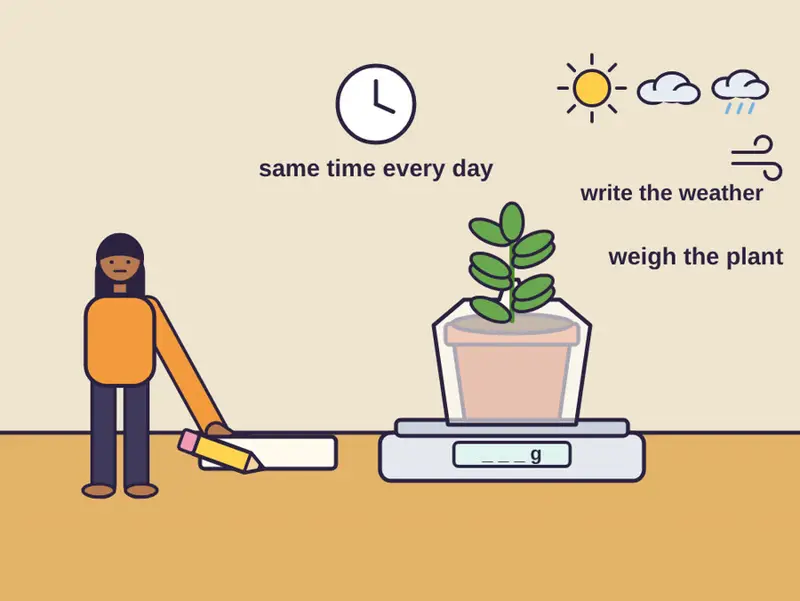 same time every day
write the weather
weigh the plant
_ _ _ g